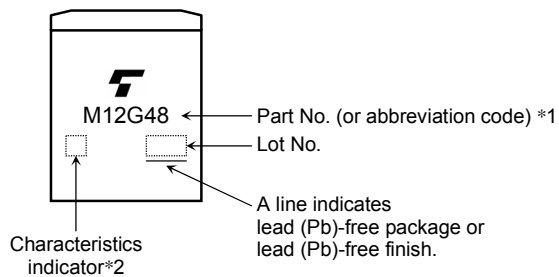 M12G48
Part No. (or abbreviation code) *1
Lot No.
A line indicates
lead (Pb)-free package or
lead (Pb)-free finish.
Characteristics
indicator*2